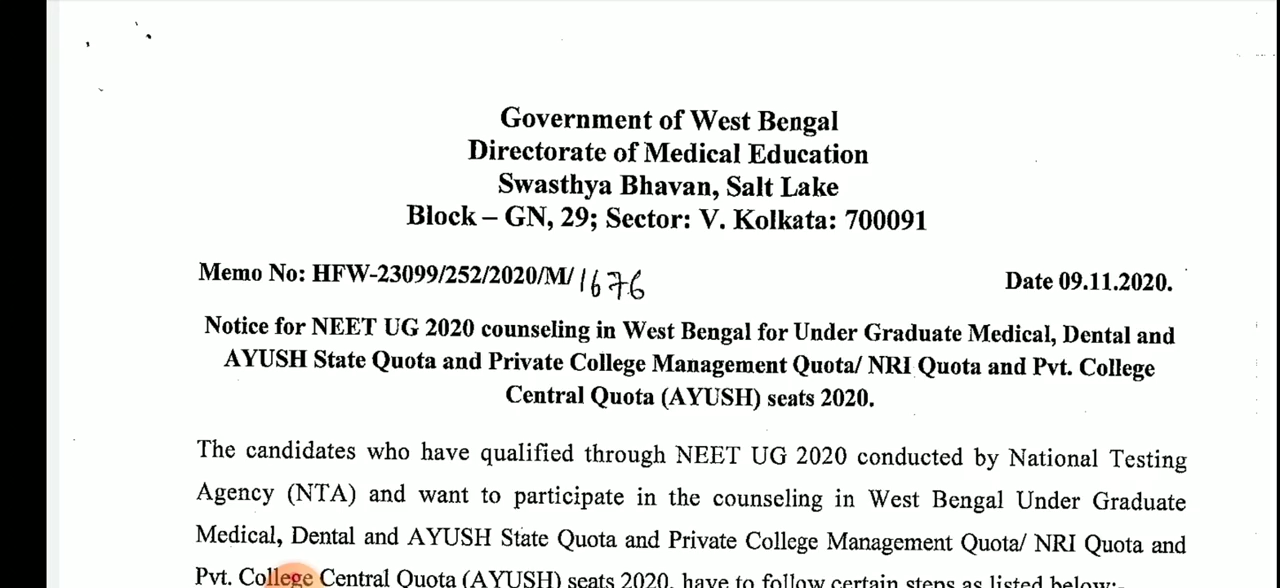 Government of West Bengal
Directorate of Medical Education
Swasthya Bhavan, Salt Lake
Block – GN, 29; Sector: V. Kolkata: 700091
Memo No: HFW-23099/252/2020/M/1676 Date 09.11.2020.
Notice for NEET UG 2020 counseling in West Bengal for Under Graduate Medical, Dental and
AYUSH State Quota and Private College Management Quota/ NRI Quota and Pvt. College
Central Quota (AYUSH) seats 2020.
The candidates who have qualified through NEET UG 2020 conducted by National Testing
Agency (NTA) and want to participate in the counseling in West Bengal Under Graduate
Medical, Dental and AYUSH State Quota and Private College Management Quota/ NRI Quota and
Pvt. College Central Quota (AYUSH) seats 2020, have to follow certain steps as listed below:-